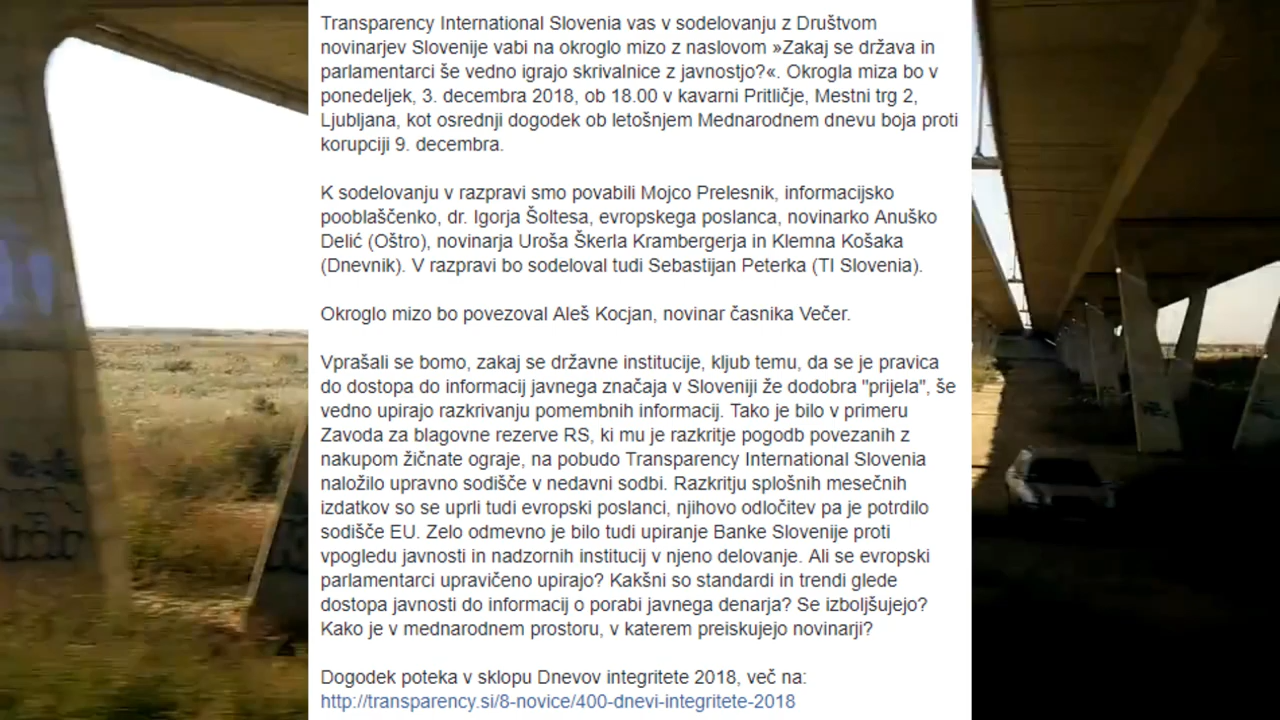 Transparency International Slovenia vas v sodelovanju z Društvom
novinarjev Slovenije vabi na okroglo mizo z naslovom »Zakaj se država in
parlamentarci še vedno igrajo skrivalnice z javnostjo?«. Okrogla miza bo v
ponedeljek, 3. decembra 2018, ob 18.00 v kavarni Pritličje, Mestni trg 2,
Ljubljana, kot osrednji dogodek ob letošnjem Mednarodnem dnevu boja proti
korupciji 9. decembra.
K sodelovanju v razpravi smo povabili Mojco Prelesnik, informacijsko
pooblaščenko, dr. Igorja Šoltesa, evropskega poslanca, novinarko Anuško
Delić (Oštro), novinarja Uroša Škerla Krambergerja in Klemna Košaka
(Dnevnik). V razpravi bo sodeloval tudi Sebastijan Peterka (TI Slovenia).
Okroglo mizo bo povezoval Aleš Kocjan, novinar časnika Večer.
Vprašali se bomo, zakaj se državne institucije, kljub temu, da se je pravica
do dostopa do informacij javnega značaja v Sloveniji že dodobra "prijela", še
vedno upirajo razkrivanju pomembnih informacij. Tako je bilo v primeru
Zavoda za blagovne rezerve RS, ki mu je razkritje pogodb povezanih z
nakupom žičnate ograje, na pobudo Transparency International Slovenia
naložilo upravno sodišče v nedavni sodbi. Razkritju splošnih mesečnih
izdatkov so se uprli tudi evropski poslanci, njihovo odločitev pa je potrdilo
sodišče EU. Zelo odmevno je bilo tudi upiranje Banke Slovenije proti
vpogledu javnosti in nadzornih institucij v njeno delovanje. Ali se evropski
parlamentarci upravičeno upirajo? Kakšni so standardi in trendi glede
dostopa javnosti do informacij o porabi javnega denarja? Se izboljšujejo?
Kako je v mednarodnem prostoru, v katerem preiskujejo novinarji?
Dogodek poteka v sklopu Dnevov integritete 2018, več na:
http://transparency.si/8-novice/400-dnevi-integritete-2018